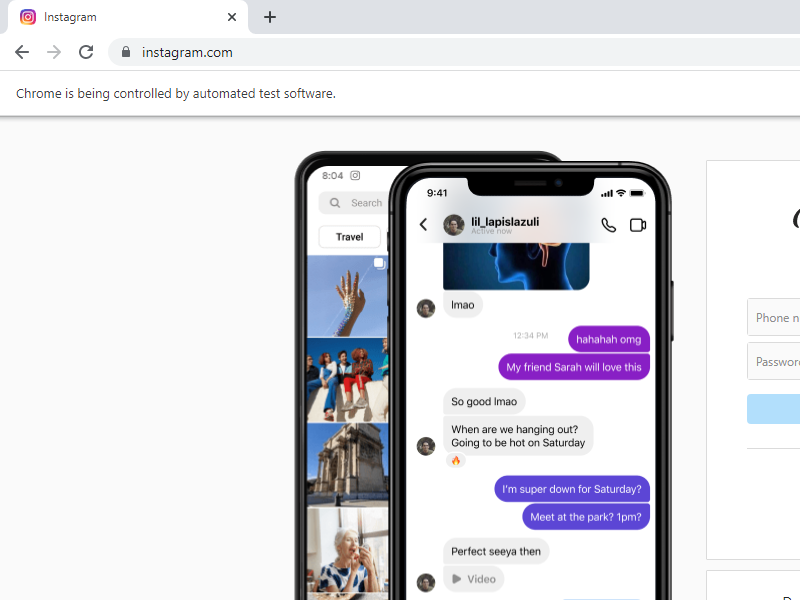 Instagram
instagram.com
Chrome is being controlled by automated test software.
8:04
Search
Travel
9:41
lil_lapislazuli
Active now
lmao
12:34 PM
hahahah omg
My friend Sarah will love this
So good lmao
When are we hanging out?
Going to be hot on Saturday
I'm super down for Saturday?
Meet at the park? 1pm?
Perfect seeya then
Video
Phone n
Password